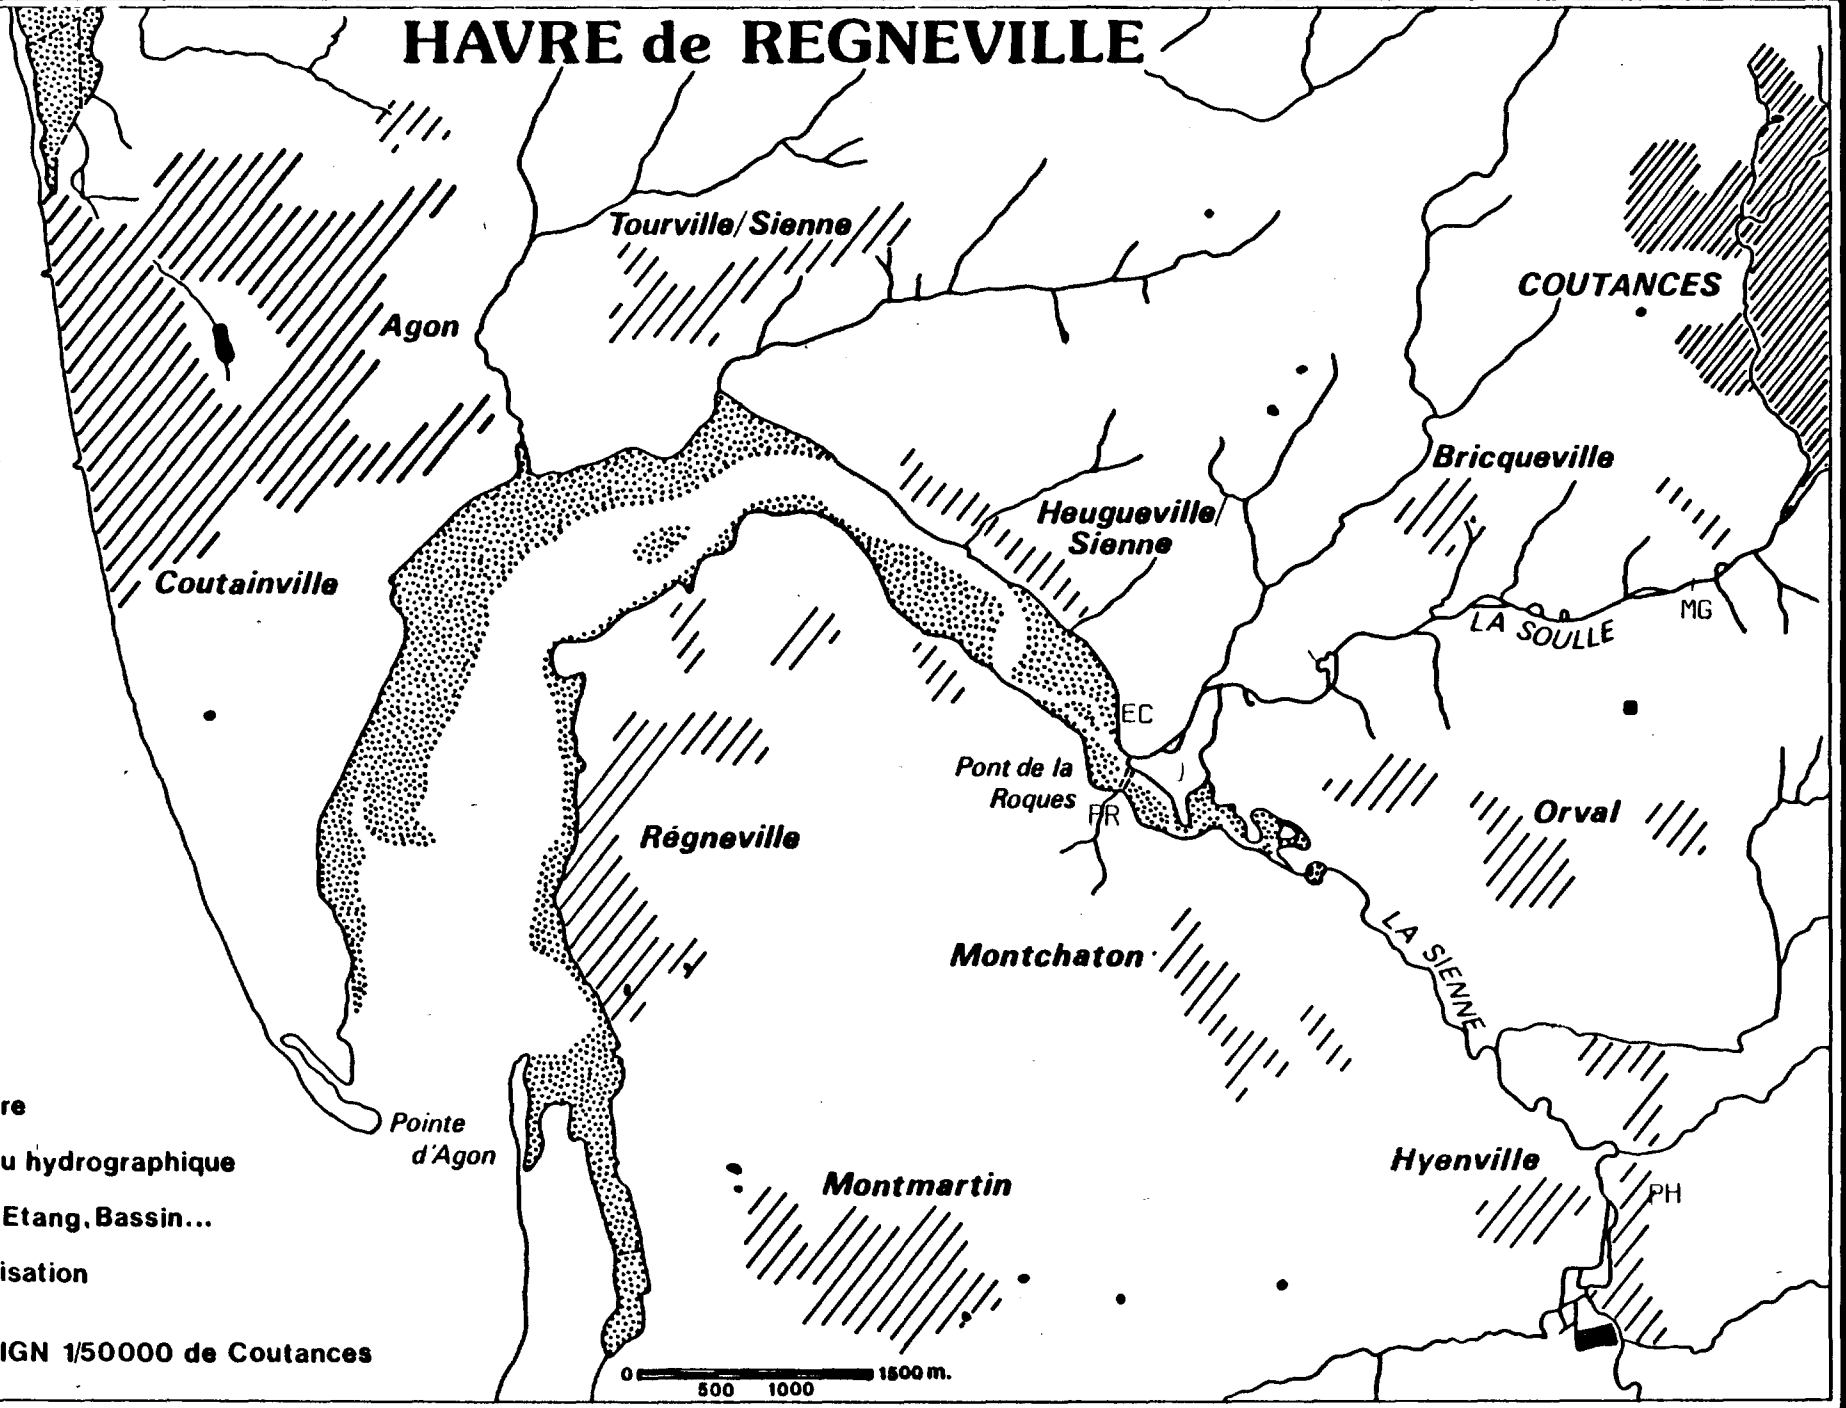 HAVRE de REGNEVILLE
Tourville/Sienne
COUTANCES
Agon
Bricqueville
Heugueville/
Sienne
Coutainville
MG
LA SOULLE
EC
Pont de la
Roques
PR
Orval
Régneville
LA SIENNE
Montchaton
re
Pointe
d'Agon
u hydrographique
Hyenville
Montmartin
PH
Etang, Bassin...
isation
IGN 1/50000 de Coutances
0 1500 m.
500 1000